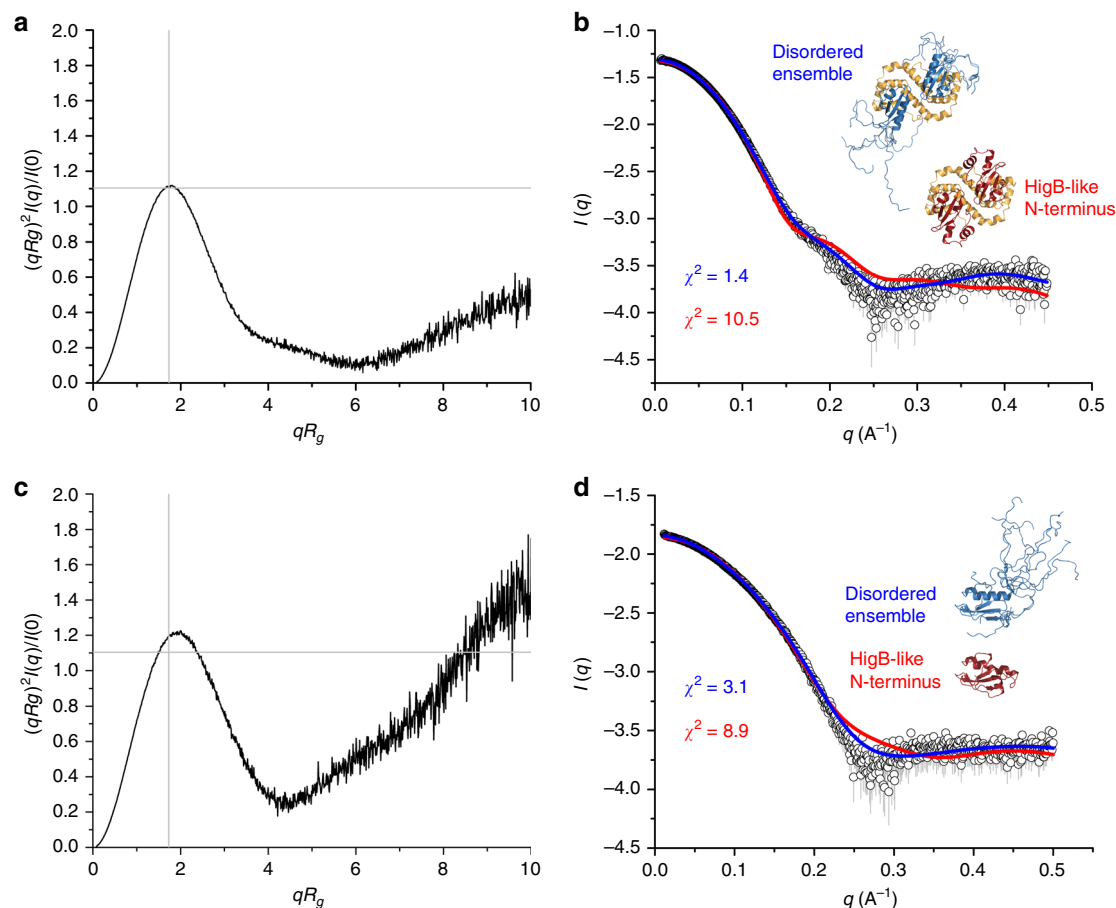 a
2.0
1.8
1.6
1.4
1.2
1.0
0.8
0.6
0.4
0.2
0.0
(qRg)²I(q)/I(0)
0 2 4 6 8 10
qRg
b
−1.0
−1.5
−2.0
−2.5
−3.0
−3.5
−4.0
−4.5
I (q)
Disordered
ensemble
HigB-like
N-terminus
χ² = 1.4
χ² = 10.5
0.0 0.1 0.2 0.3 0.4 0.5
q (A⁻¹)
c
2.0
1.8
1.6
1.4
1.2
1.0
0.8
0.6
0.4
0.2
0.0
(qRg)²I(q)/I(0)
0 2 4 6 8 10
qRg
d
−1.5
−2.0
−2.5
−3.0
−3.5
−4.0
−4.5
I (q)
Disordered
ensemble
HigB-like
N-terminus
χ² = 3.1
χ² = 8.9
0.0 0.1 0.2 0.3 0.4 0.5
q (A⁻¹)